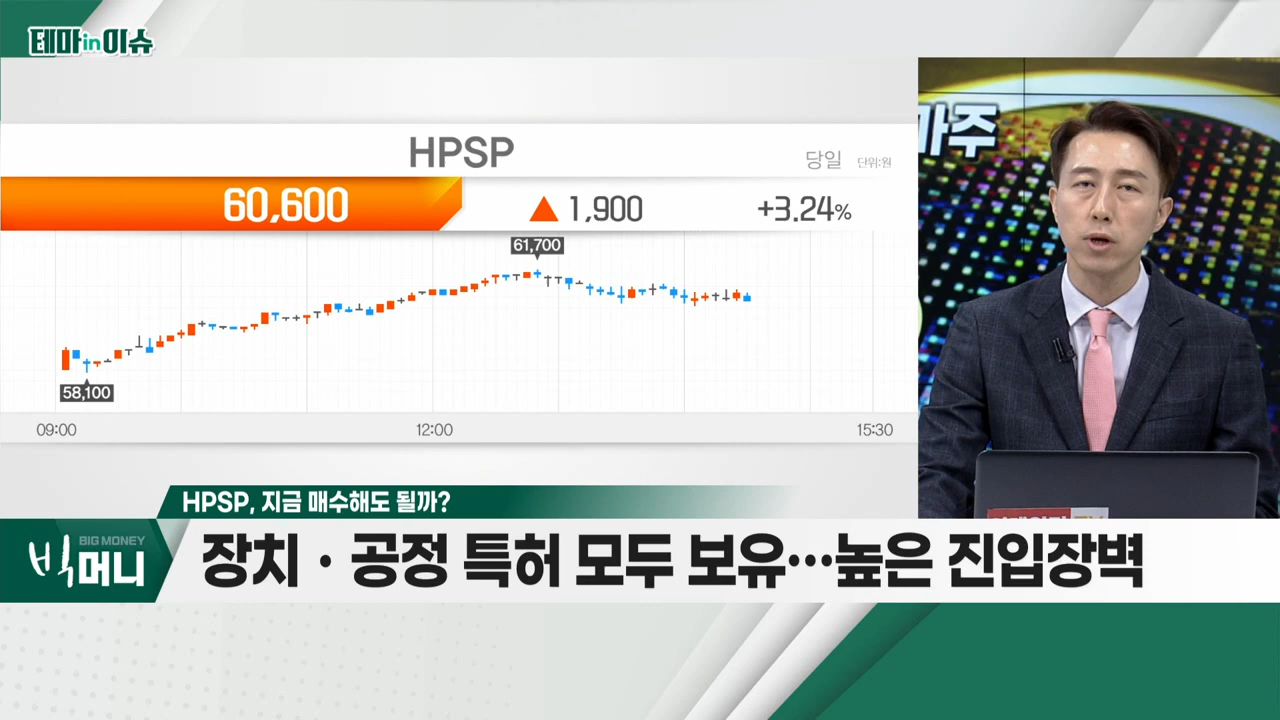 테마in이슈
마주
HPSP
당일 단위:원
60,600 ▲ 1,900 +3.24%
61,700
58,100
09:00 12:00 15:30
HPSP, 지금 매수해도 될까?
BIG MONEY
빅머니
장치·공정 특허 모두 보유…높은 진입장벽